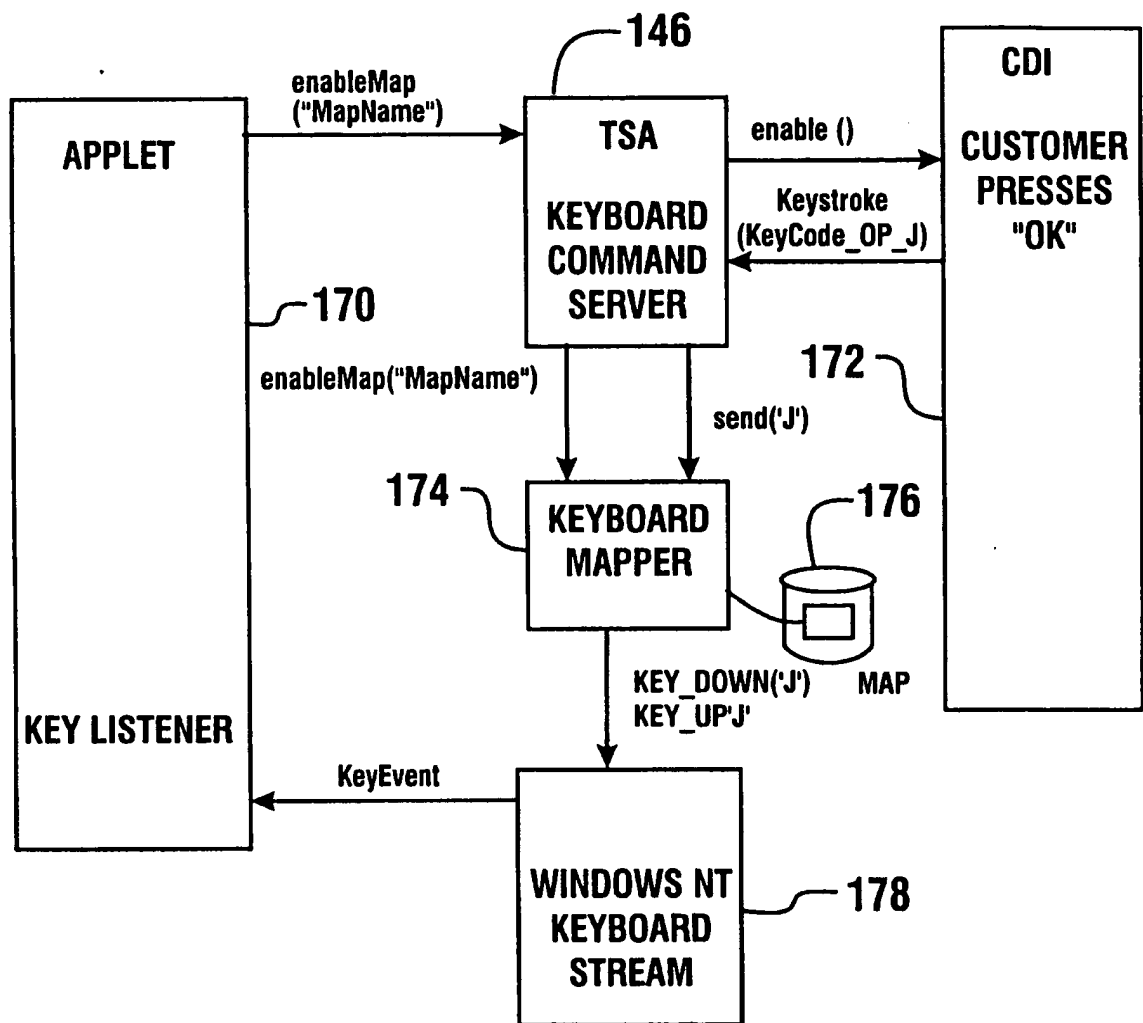 146
enableMap
("MapName")
APPLET
TSA
KEYBOARD
COMMAND
SERVER
enable ()
Keystroke
(KeyCode_OP_J)
CDI
CUSTOMER
PRESSES
"OK"
170
172
enableMap("MapName")
send('J')
174
KEYBOARD
MAPPER
176
MAP
KEY_DOWN('J')
KEY_UP'J'
KEY LISTENER
KeyEvent
WINDOWS NT
KEYBOARD
STREAM
178